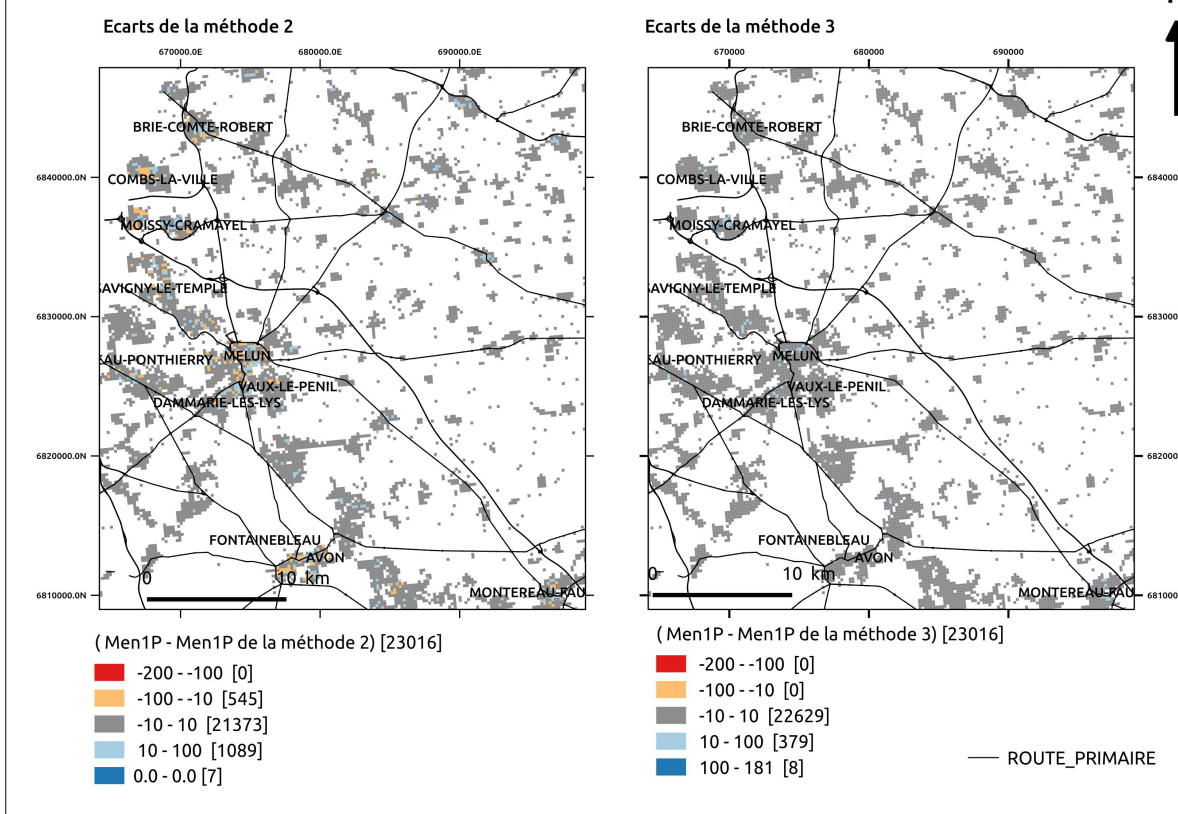 Ecarts de la méthode 2
Ecarts de la méthode 3
670000.0E 680000.0E 690000.0E
670000 680000 690000
BRIE-COMTE-ROBERT
COMBS-LA-VILLE
MOISSY-CRAMAYEL
SAVIGNY-LE-TEMPLE
EAU-PONTHIERRY
MELUN
VAUX-LE-PENIL
DAMMARIE-LES-LYS
FONTAINEBLEAU
AVON
MONTEREAU-FAU
0 10 km
6840000.0N
6830000.0N
6820000.0N
6810000.0N
BRIE-COMTE-ROBERT
COMBS-LA-VILLE
MOISSY-CRAMAYEL
SAVIGNY-LE-TEMPLE
EAU-PONTHIERRY
MELUN
VAUX-LE-PENIL
DAMMARIE-LES-LYS
FONTAINEBLEAU
AVON
MONTEREAU-FAU
0 10 km
684000
683000
682000
681000
( Men1P - Men1P de la méthode 2) [23016]
-200 - -100 [0]
-100 - -10 [545]
-10 - 10 [21373]
10 - 100 [1089]
0.0 - 0.0 [7]
( Men1P - Men1P de la méthode 3) [23016]
-200 - -100 [0]
-100 - -10 [0]
-10 - 10 [22629]
10 - 100 [379]
100 - 181 [8]
ROUTE_PRIMAIRE